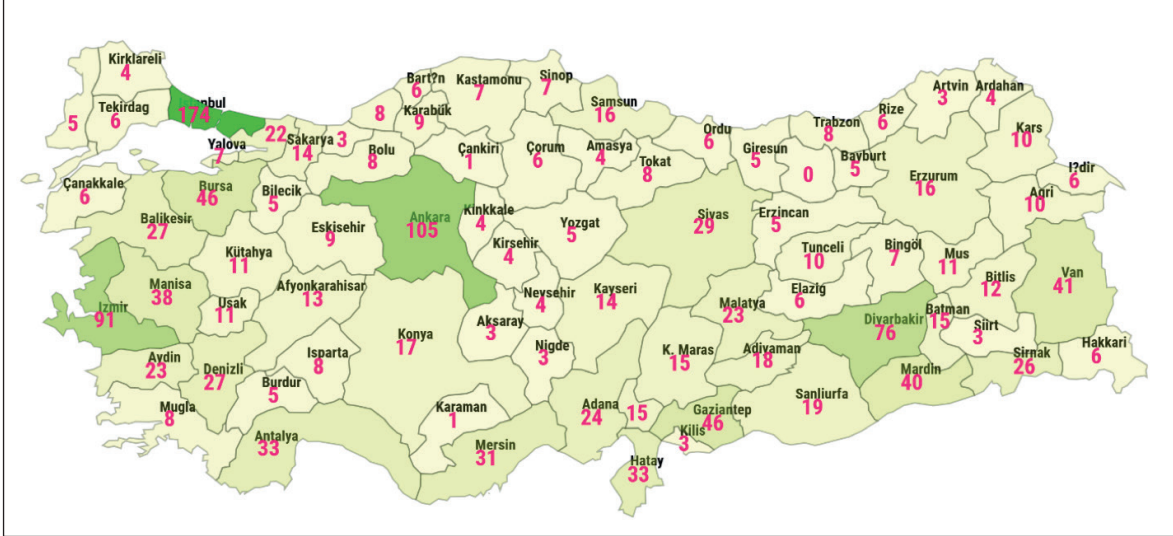 Kirklareli
4
Tekirdag
6
5
174
Yalova
7
22
Sakarya
14
3
Bolu
8
8
Bart?n
6
Karabük
9
Kastamonu
7
Sinop
7
Samsun
16
Çankiri
1
Çorum
6
Amasya
4
Tokat
8
Ordu
6
Giresun
5
0
Trabzon
8
Bayburt
5
Rize
6
Artvin
3
Ardahan
4
Kars
10
I?dir
6
Agri
10
Erzurum
16
Çanakkale
6
Balikesir
27
Bursa
46
Bilecik
5
Eskisehir
9
Kütahya
11
Ankara
105
Kinkkale
4
Kirsehir
4
Yozgat
5
Sivas
29
Erzincan
5
Tunceli
10
Bingöl
7
Mus
11
Bitlis
12
Van
41
Izmir
91
Manisa
38
Usak
11
Afyonkarahisar
13
Konya
17
Aksaray
3
Nevsehir
4
Nigde
3
Kayseri
14
Malatya
23
Elazig
6
Diyarbakir
76
Batman
15
Siirt
3
Sirnak
26
Hakkari
6
Aydin
23
Denizli
27
Mugla
8
Burdur
5
Isparta
8
Antalya
33
Karaman
1
Mersin
31
Adana
24
15
K. Maras
15
Adiyaman
18
Gaziantep
46
Kilis
3
Hatay
33
Sanliurfa
19
Mardin
40